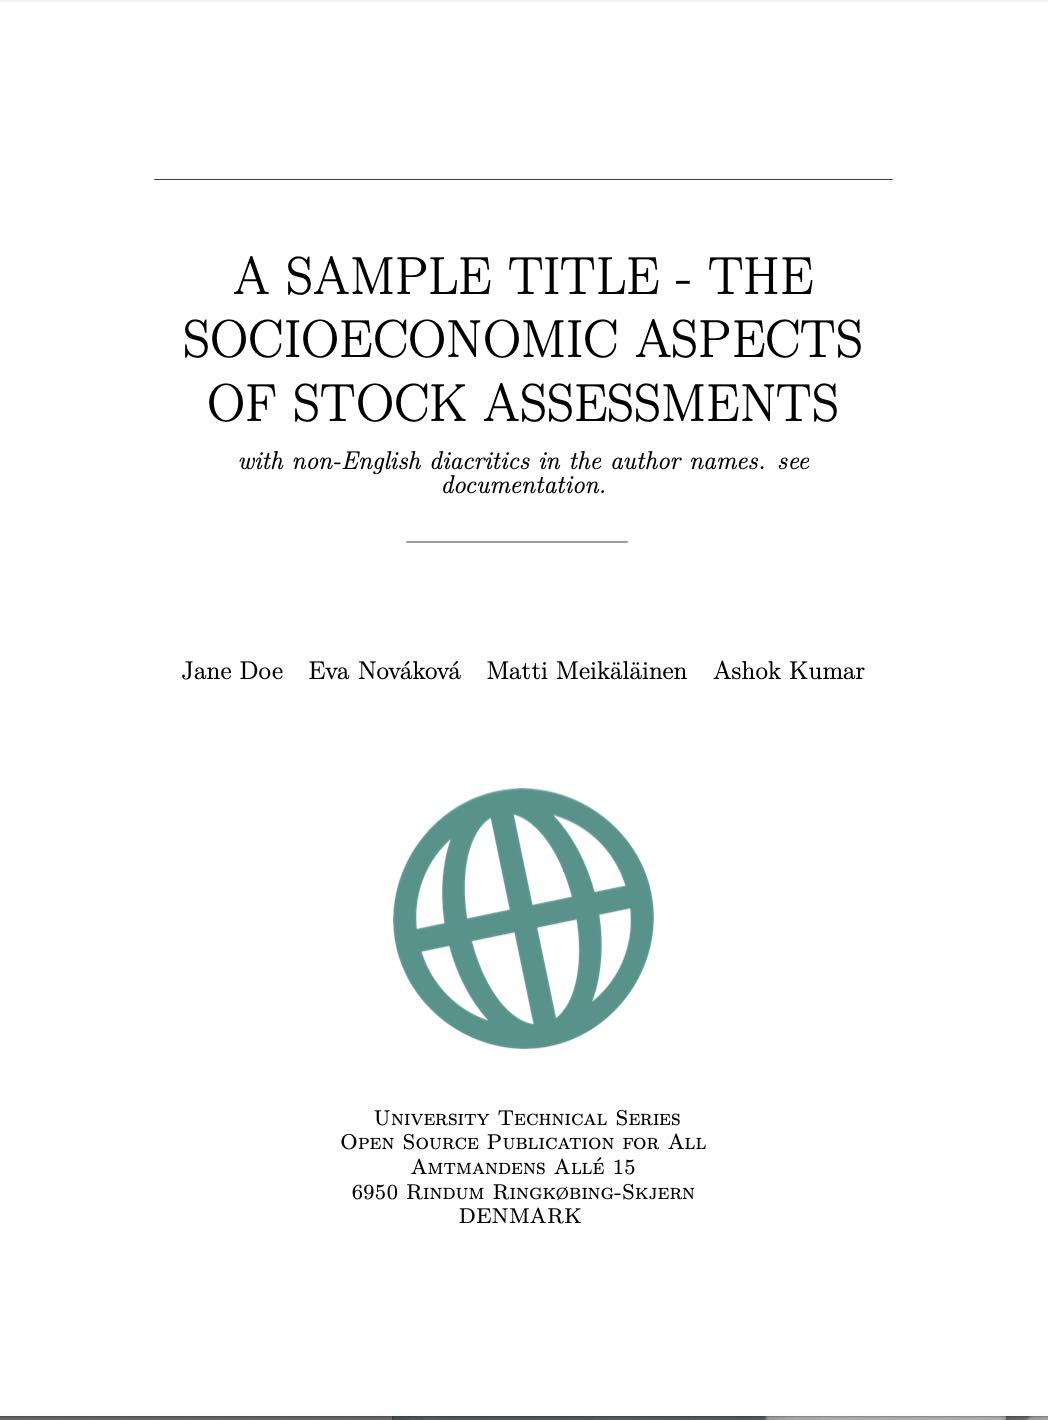 A SAMPLE TITLE - THE
SOCIOECONOMIC ASPECTS
OF STOCK ASSESSMENTS
with non-English diacritics in the author names. see
documentation.
Jane Doe Eva Nováková Matti Meikäläinen Ashok Kumar
University Technical Series
Open Source Publication for All
Amtmandens Allé 15
6950 Rindum Ringkøbing-Skjern
DENMARK